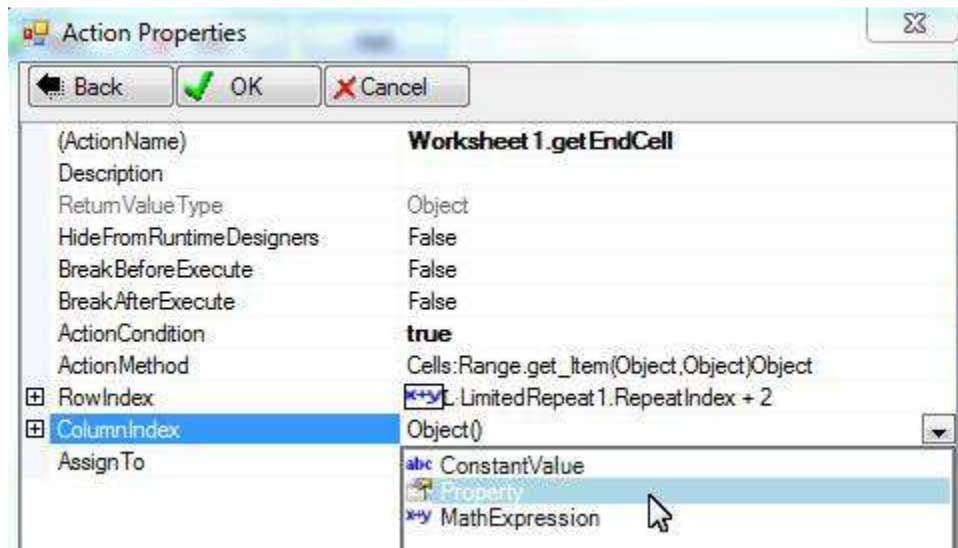 Action Properties
Back OK Cancel
(ActionName) Worksheet1.getEndCell
Description
ReturnValueType Object
HideFromRuntimeDesigners False
BreakBeforeExecute False
BreakAfterExecute False
ActionCondition true
ActionMethod Cells:Range.get_Item(Object,Object)Object
RowIndex x+y L LimitedRepeat1.RepeatIndex + 2
ColumnIndex Object()
AssignTo
abc ConstantValue
Property
x+y MathExpression